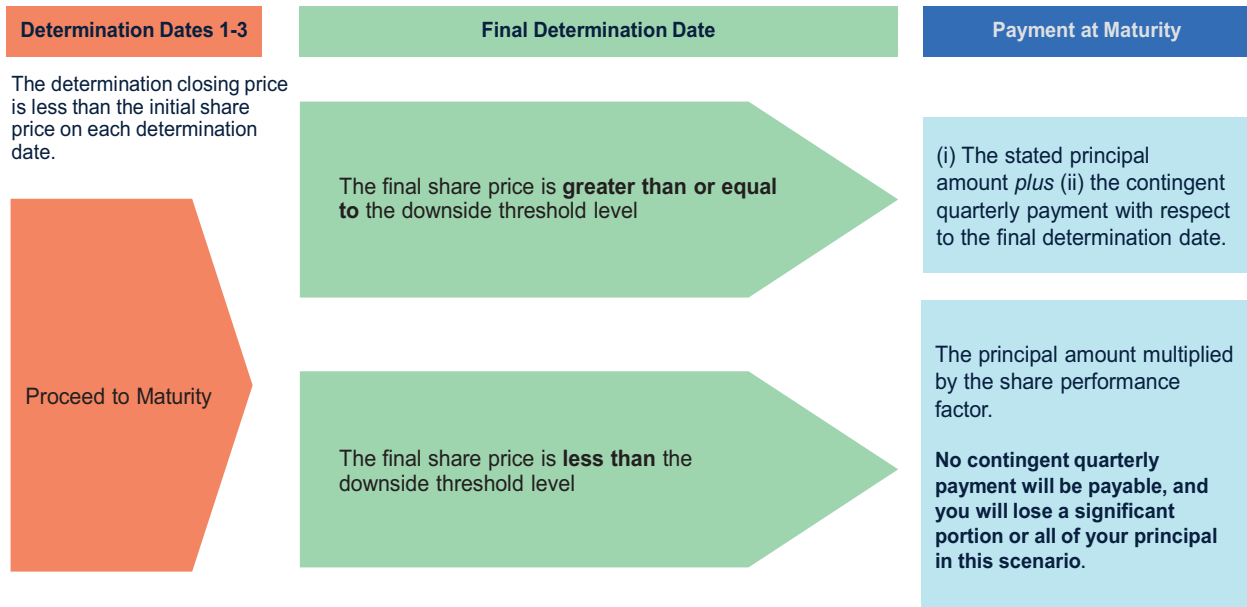 Determination Dates 1-3
Final Determination Date
Payment at Maturity
The determination closing price
is less than the initial share
price on each determination
date.
Proceed to Maturity
The final share price is greater than or equal
to the downside threshold level
(i) The stated principal
amount plus (ii) the contingent
quarterly payment with respect
to the final determination date.
The final share price is less than the
downside threshold level
The principal amount multiplied
by the share performance
factor.
No contingent quarterly
payment will be payable, and
you will lose a significant
portion or all of your principal
in this scenario.